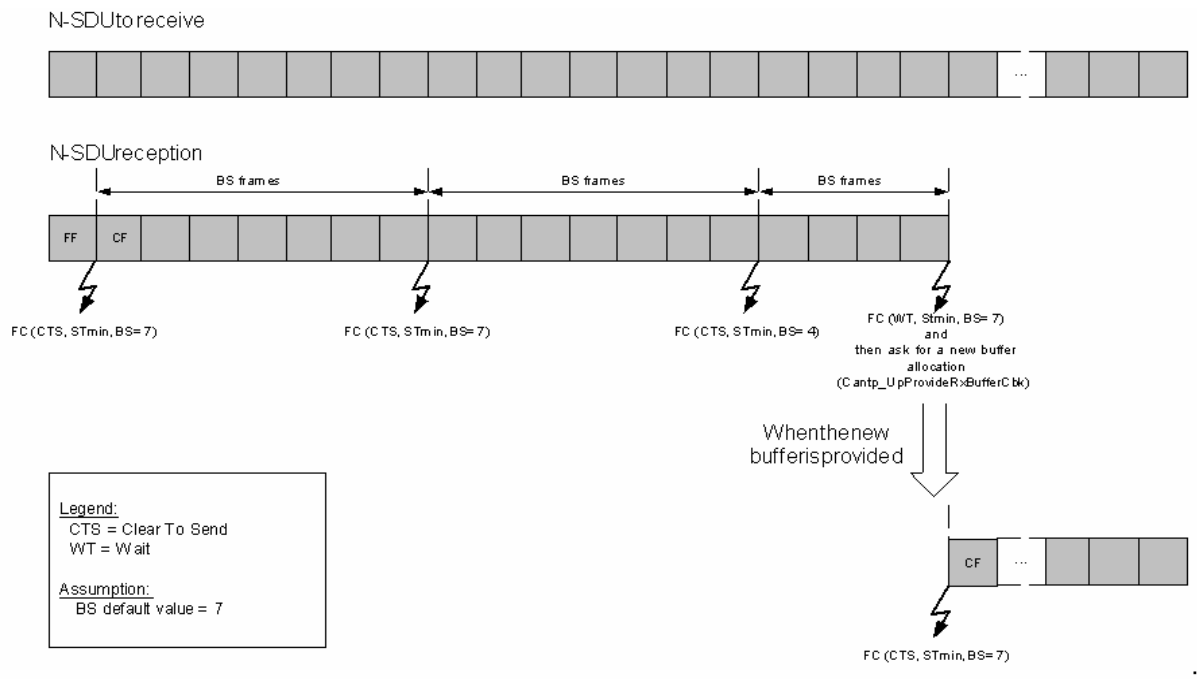 N-SDUtoreceive
...
N-SDUreception
BS frames BS frames BS frames
FF CF
FC (CTS, STmin, BS= 7) FC (CTS, STmin, BS= 7) FC (CTS, STmin, BS= 4) FC (WT, Stmin, BS= 7)
and
then ask for a new buffer
allocation
(Cantp_UpProvideRxBufferCbk)
Whenthenew
bufferisprovided
Legend:
CTS = Clear To Send
WT = Wait
Assumption:
BS default value = 7
CF ...
FC (CTS, STmin, BS= 7)
.